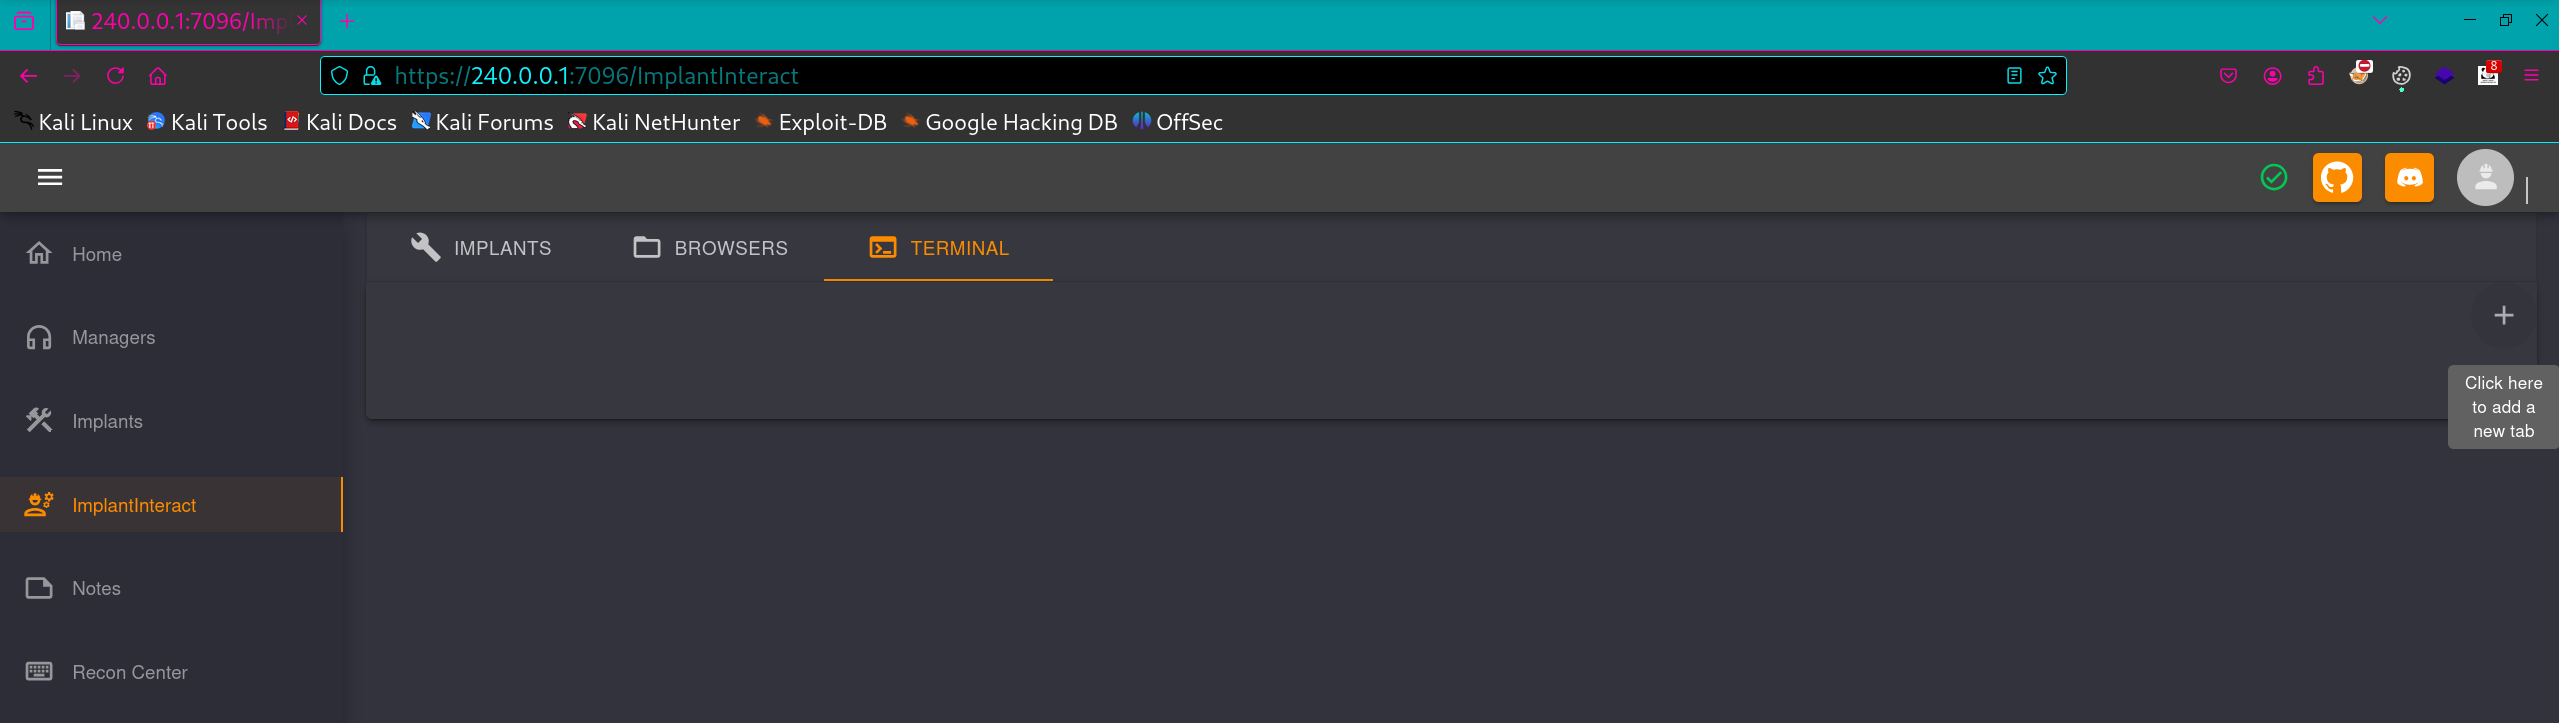 240.0.0.1:7096/Imp
https://240.0.0.1:7096/ImplantInteract
8
Kali Linux Kali Tools Kali Docs Kali Forums Kali NetHunter Exploit-DB Google Hacking DB OffSec
Home
Managers
Implants
ImplantInteract
Notes
Recon Center
IMPLANTS BROWSERS TERMINAL
Click here
to add a
new tab